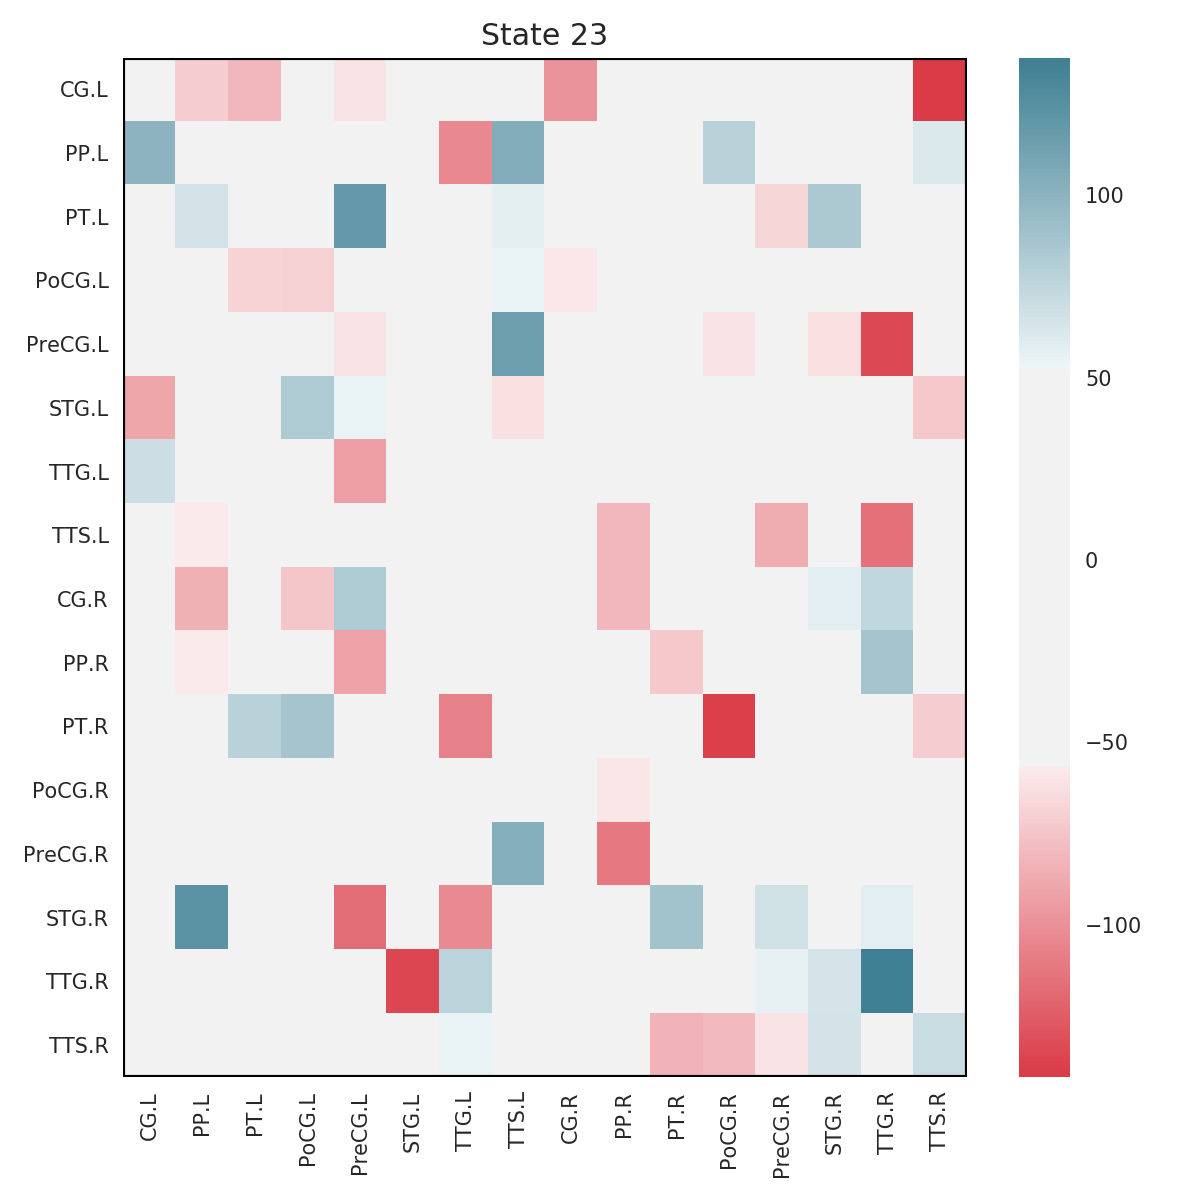 State 23
CG.L
PP.L
PT.L
PoCG.L
PreCG.L
STG.L
TTG.L
TTS.L
CG.R
PP.R
PT.R
PoCG.R
PreCG.R
STG.R
TTG.R
TTS.R
CG.L
PP.L
PT.L
PoCG.L
PreCG.L
STG.L
TTG.L
TTS.L
CG.R
PP.R
PT.R
PoCG.R
PreCG.R
STG.R
TTG.R
TTS.R
100
50
0
−50
−100